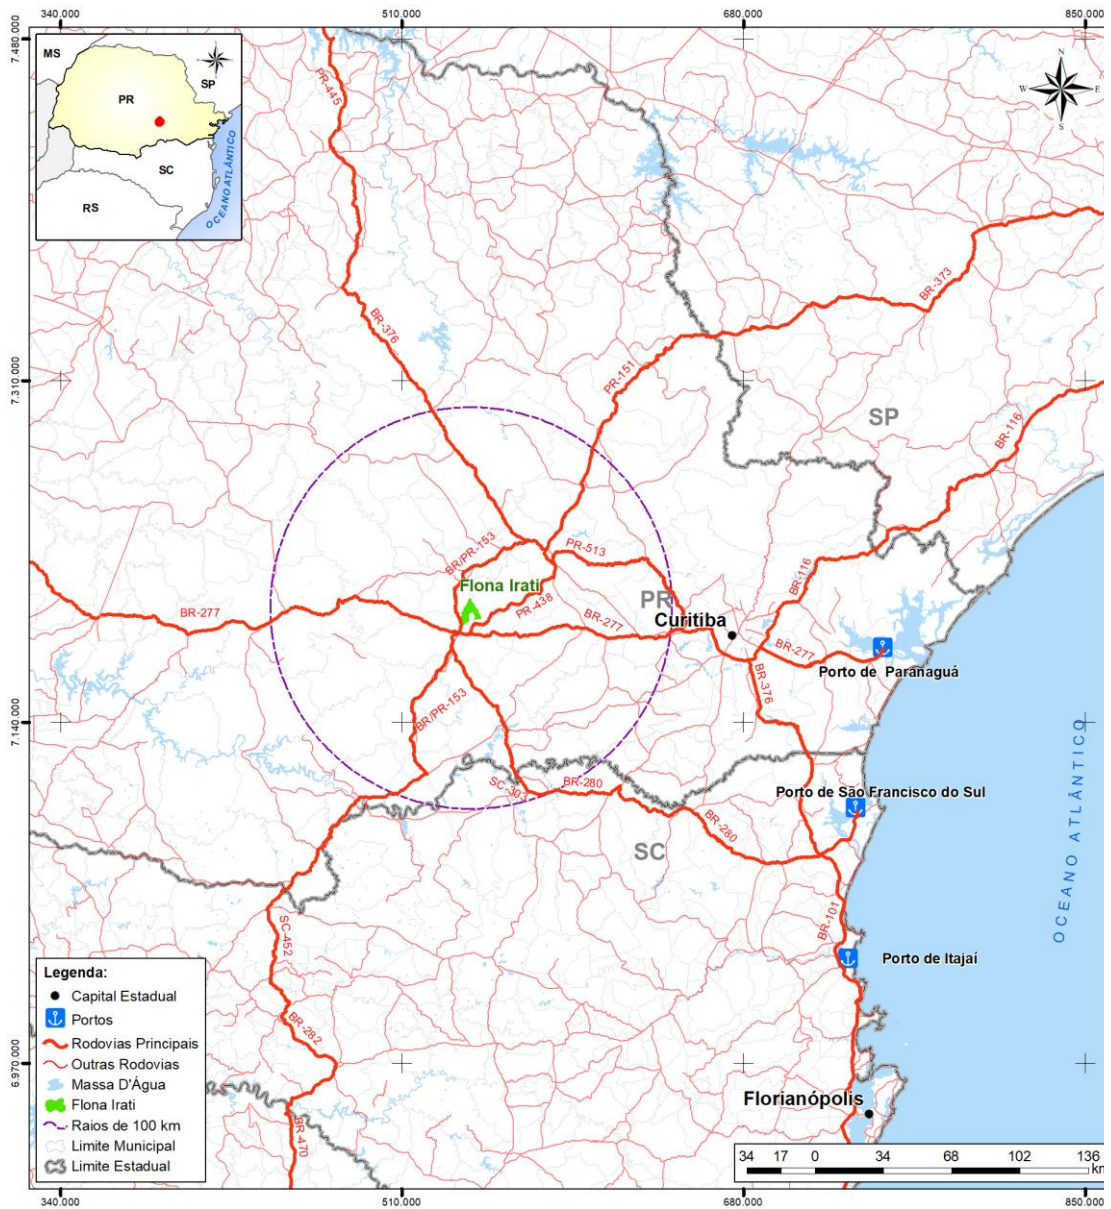 340.000
510.000
680.000
850.000
7.480.000
7.310.000
7.140.000
6.970.000
MS
SP
PR
SC
RS
OCEANO ATLÂNTICO
N
W
E
S
PR-445
BR-376
BR-373
PR-151
SP
BR-116
BR/PR-153
PR-513
Flona Irati
PR-438
BR-277
BR-277
PR
Curitiba
BR-116
BR-277
Porto de Paranaguá
BR-376
BR/PR-153
SC-303
BR-280
Porto de São Francisco do Sul
BR-280
SC
OCEANO ATLÂNTICO
BR-101
Porto de Itajaí
SC-452
BR-282
BR-470
Florianópolis
Legenda:
Capital Estadual
Portos
Rodovias Principais
Outras Rodovias
Massa D'Água
Flona Irati
Raios de 100 km
Limite Municipal
Limite Estadual
34 17 0 34 68 102 136
km
340.000
510.000
680.000
850.000